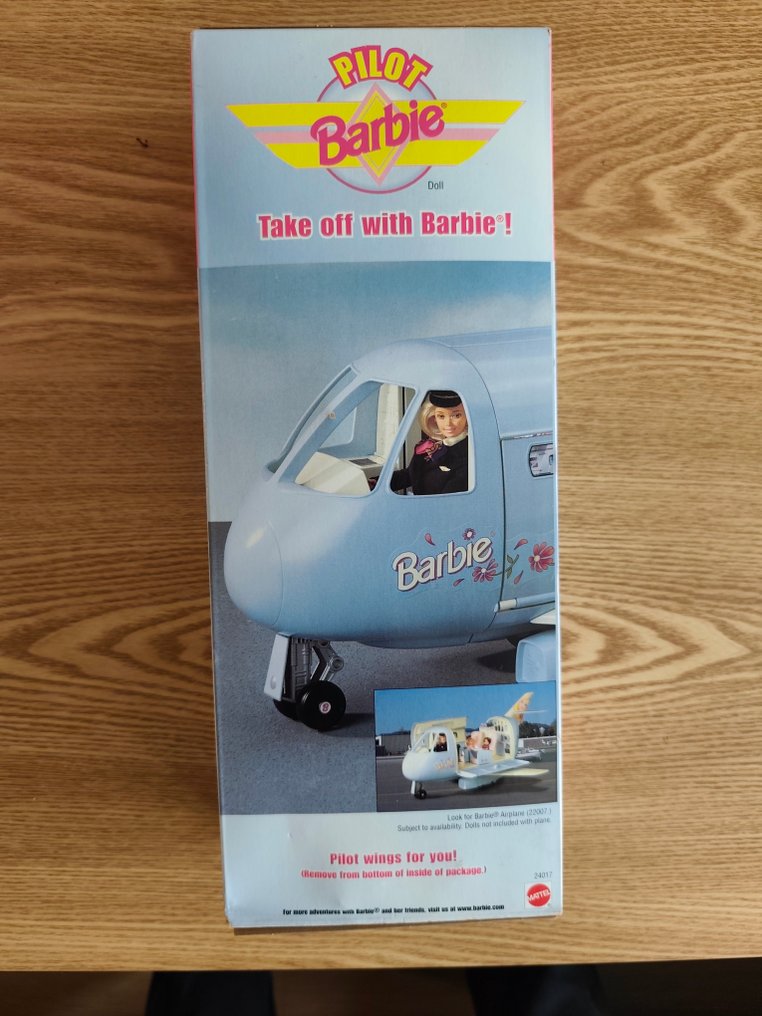 PILOT
Barbie®
Doll
Take off with Barbie®!
Barbie
Look for Barbie® Airplane (22007.)
Subject to availability. Dolls not included with plane.
Pilot wings for you!
(Remove from bottom of inside of package.)
24017
MATTEL
For more adventures with Barbie® and her friends, visit us at www.barbie.com